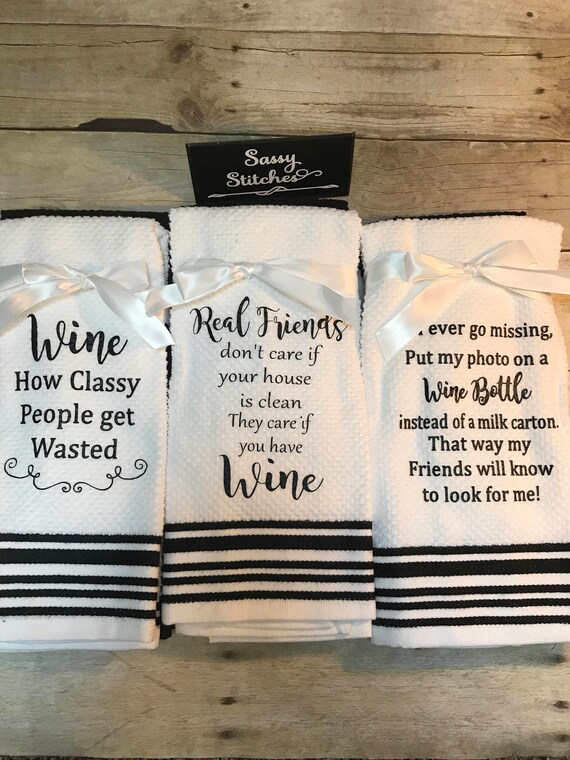 Sassy
Stitches
Wine
How Classy
People get
Wasted
Real Friends
don't care if
your house
is clean
They care if
you have
Wine
ever go missing,
Put my photo on a
Wine Bottle
instead of a milk carton.
That way my
Friends will know
to look for me!